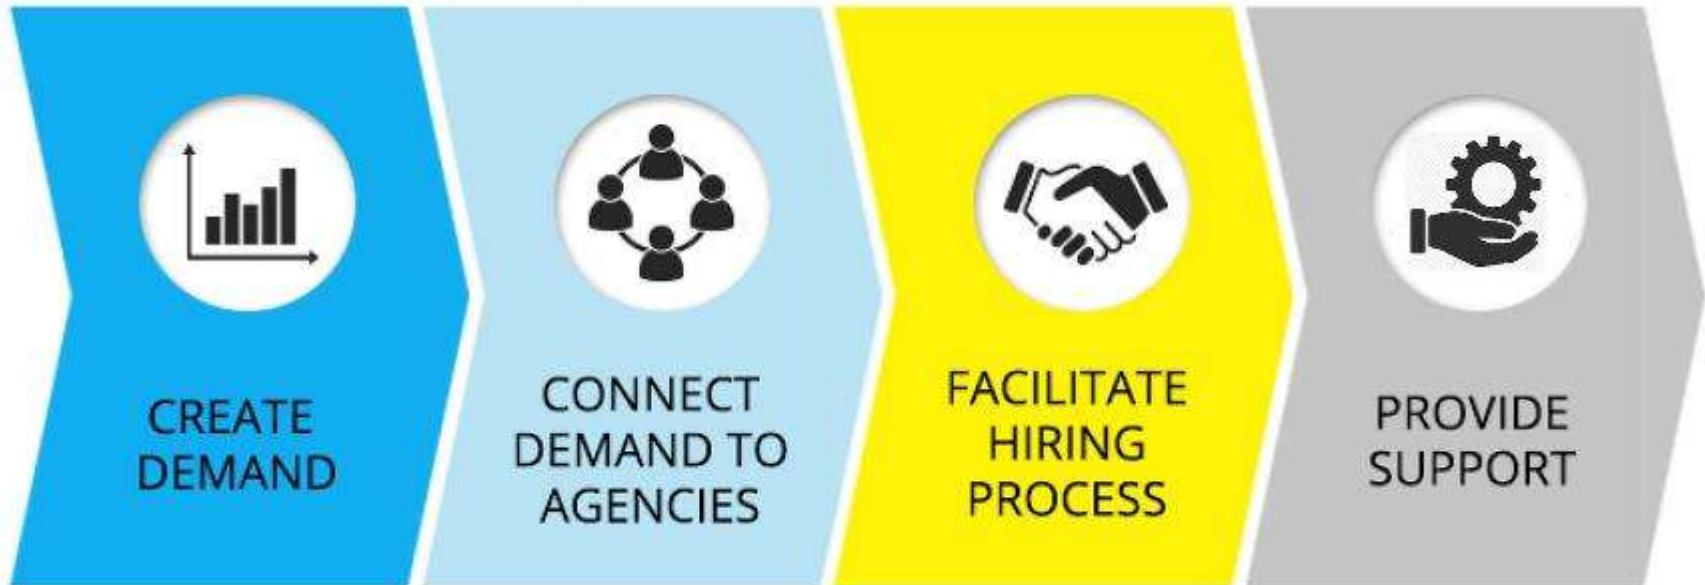 CREATE
DEMAND
CONNECT
DEMAND TO
AGENCIES
FACILITATE
HIRING
PROCESS
PROVIDE
SUPPORT